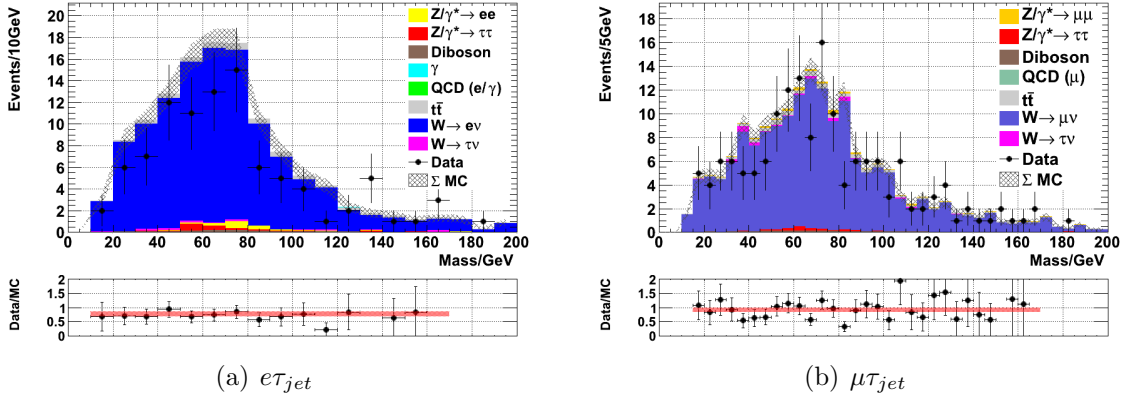 Events/10GeV
18
16
14
12
10
8
6
4
2
0
Z/γ*→ ee
Z/γ*→ ττ
Diboson
γ
QCD (e/γ)
tt̄
W→ eν
W→ τν
Data
Σ MC
0 20 40 60 80 100 120 140 160 180 200
Mass/GeV
Data/MC
2
1.5
1
0.5
0
(a) eτjet
Events/5GeV
18
16
14
12
10
8
6
4
2
0
Z/γ*→ μμ
Z/γ*→ ττ
Diboson
QCD (μ)
tt̄
W→ μν
W→ τν
Data
Σ MC
0 20 40 60 80 100 120 140 160 180 200
Mass/GeV
Data/MC
2
1.5
1
0.5
0
(b) μτjet